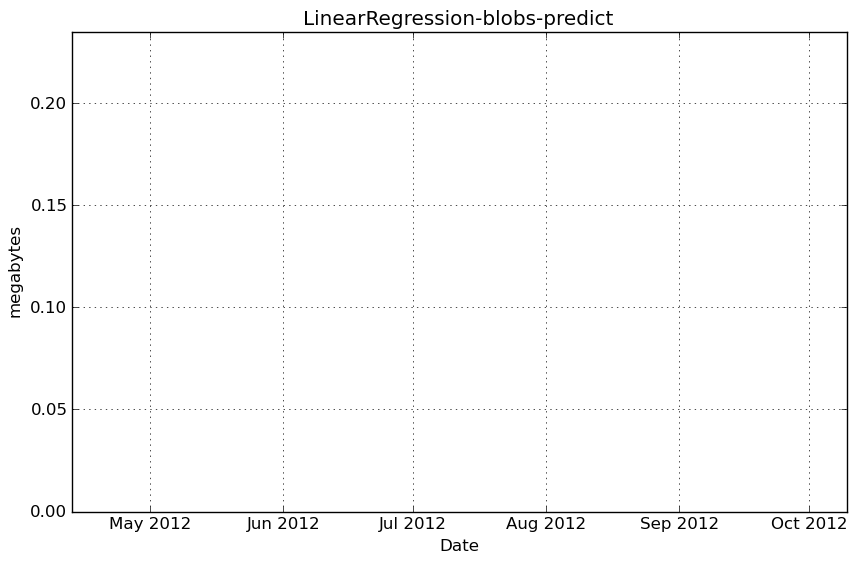 LinearRegression-blobs-predict
megabytes
0.20
0.15
0.10
0.05
0.00
May 2012 Jun 2012 Jul 2012 Aug 2012 Sep 2012 Oct 2012
Date